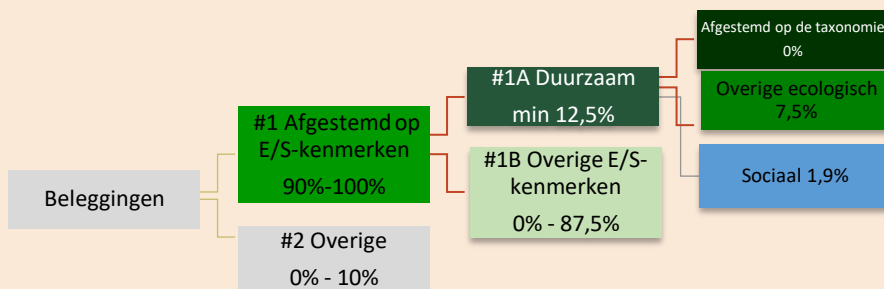 Beleggingen
#1 Afgestemd op
E/S-kenmerken
90%-100%
#2 Overige
0% - 10%
#1A Duurzaam
min 12,5%
#1B Overige E/S-
kenmerken
0% - 87,5%
Afgestemd op de taxonomie
0%
Overige ecologisch
7,5%
Sociaal 1,9%